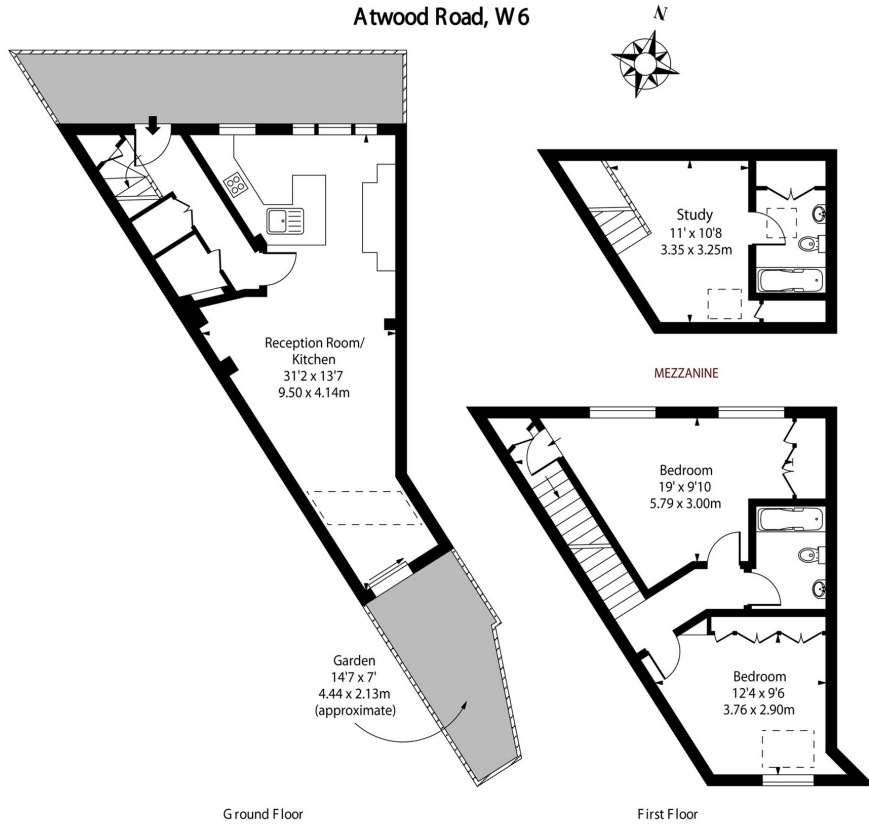 Atwood Road, W6
N
Study
11' x 10'8
3.35 x 3.25m
MEZZANINE
Reception Room/
Kitchen
31'2 x 13'7
9.50 x 4.14m
Bedroom
19' x 9'10
5.79 x 3.00m
Garden
14'7 x 7'
4.44 x 2.13m
(approximate)
Bedroom
12'4 x 9'6
3.76 x 2.90m
Ground Floor
First Floor